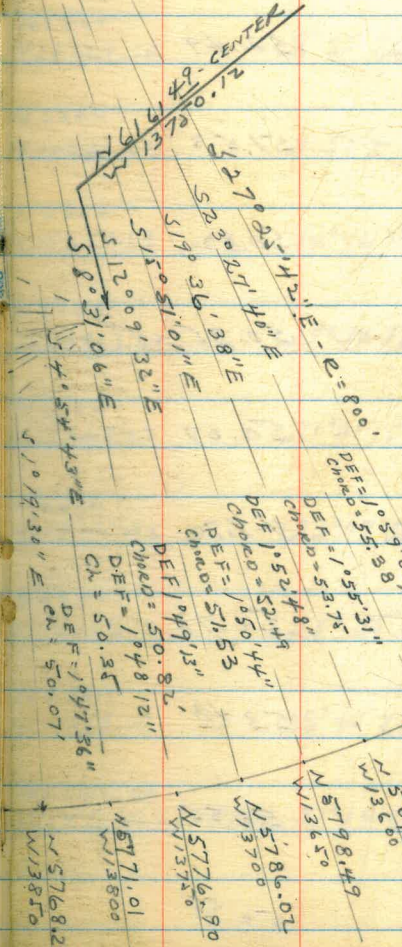 CENTER
13750.12
S 27° 25' 42" E - R = 800'
S 23° 27' 40" E
S 19° 36' 38" E
S 15° 51' 01" E
S 12° 09' 32" E
S 8° 31' 06" E
S 4° 54' 43" E
S 1° 19' 30" E
DEF = 1° 59'
CHORD = 55.38
DEF = 1° 55' 31"
CHORD = 53.75
DEF 1° 52' 48"
CHORD = 52.49
DEF = 1° 50' 44"
CHORD = 51.53
DEF 1° 49' 13"
CHORD = 50.82'
DEF = 1° 48' 12"
Ch = 50.35
DEF = 1° 47' 36"
Ch = 50.07'
W 13600
N 5798.49
W 13650
N 5786.02
W 13700
N 5776.90
W 13750
N 5771.01
W 13800
N 5768.2
W 13850